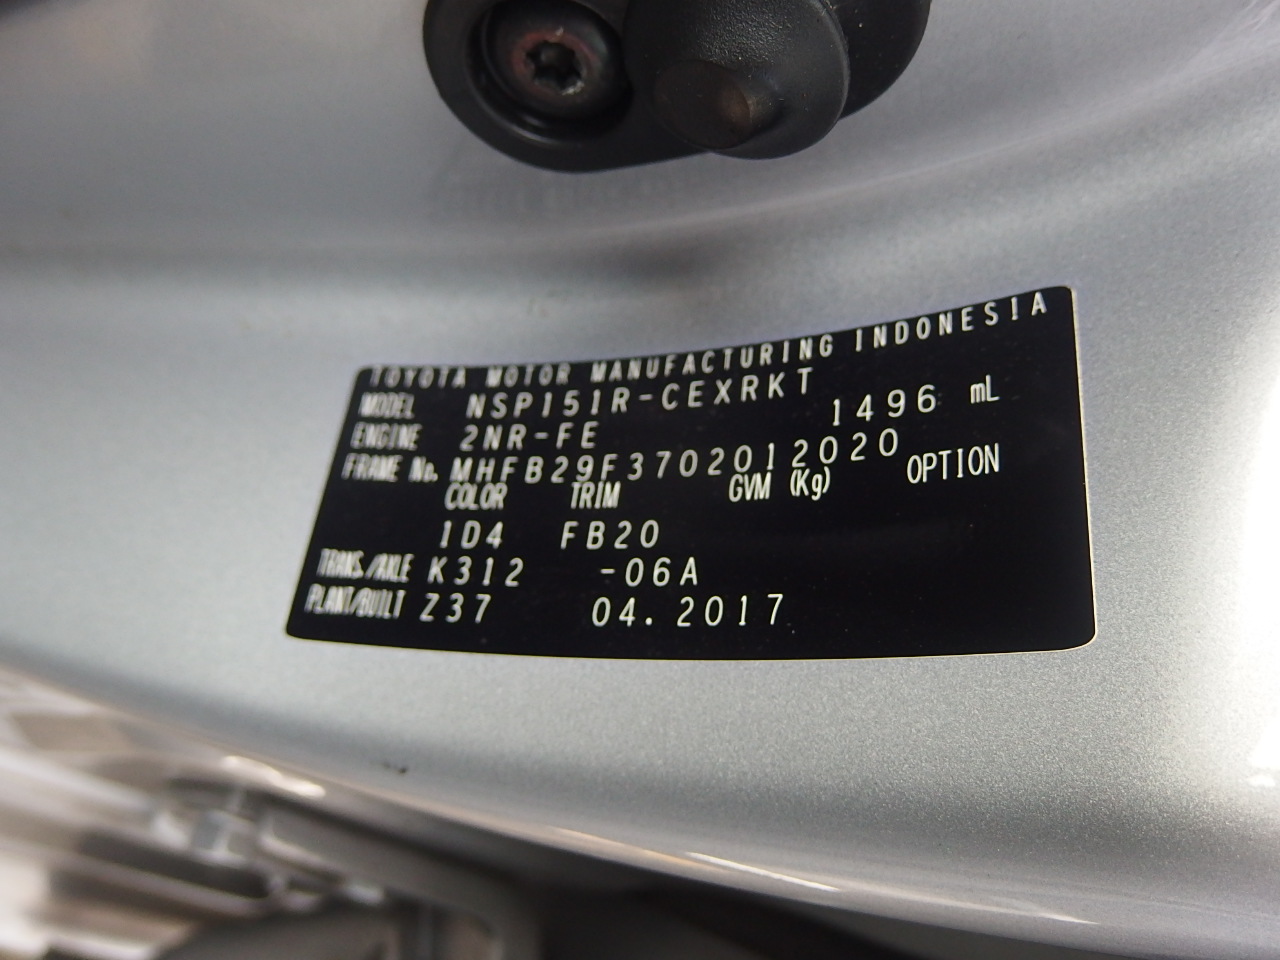 TOYOTA MOTOR MANUFACTURING INDONESIA
MODEL NSP151R-CEXRKT
ENGINE 2NR-FE 1496 mL
FRAME No. MHFB29F3702012020
COLOR TRIM GVM (Kg) OPTION
1D4 FB20
TRANS./AXLE K312 -06A
PLANT/BUILT Z37 04.2017